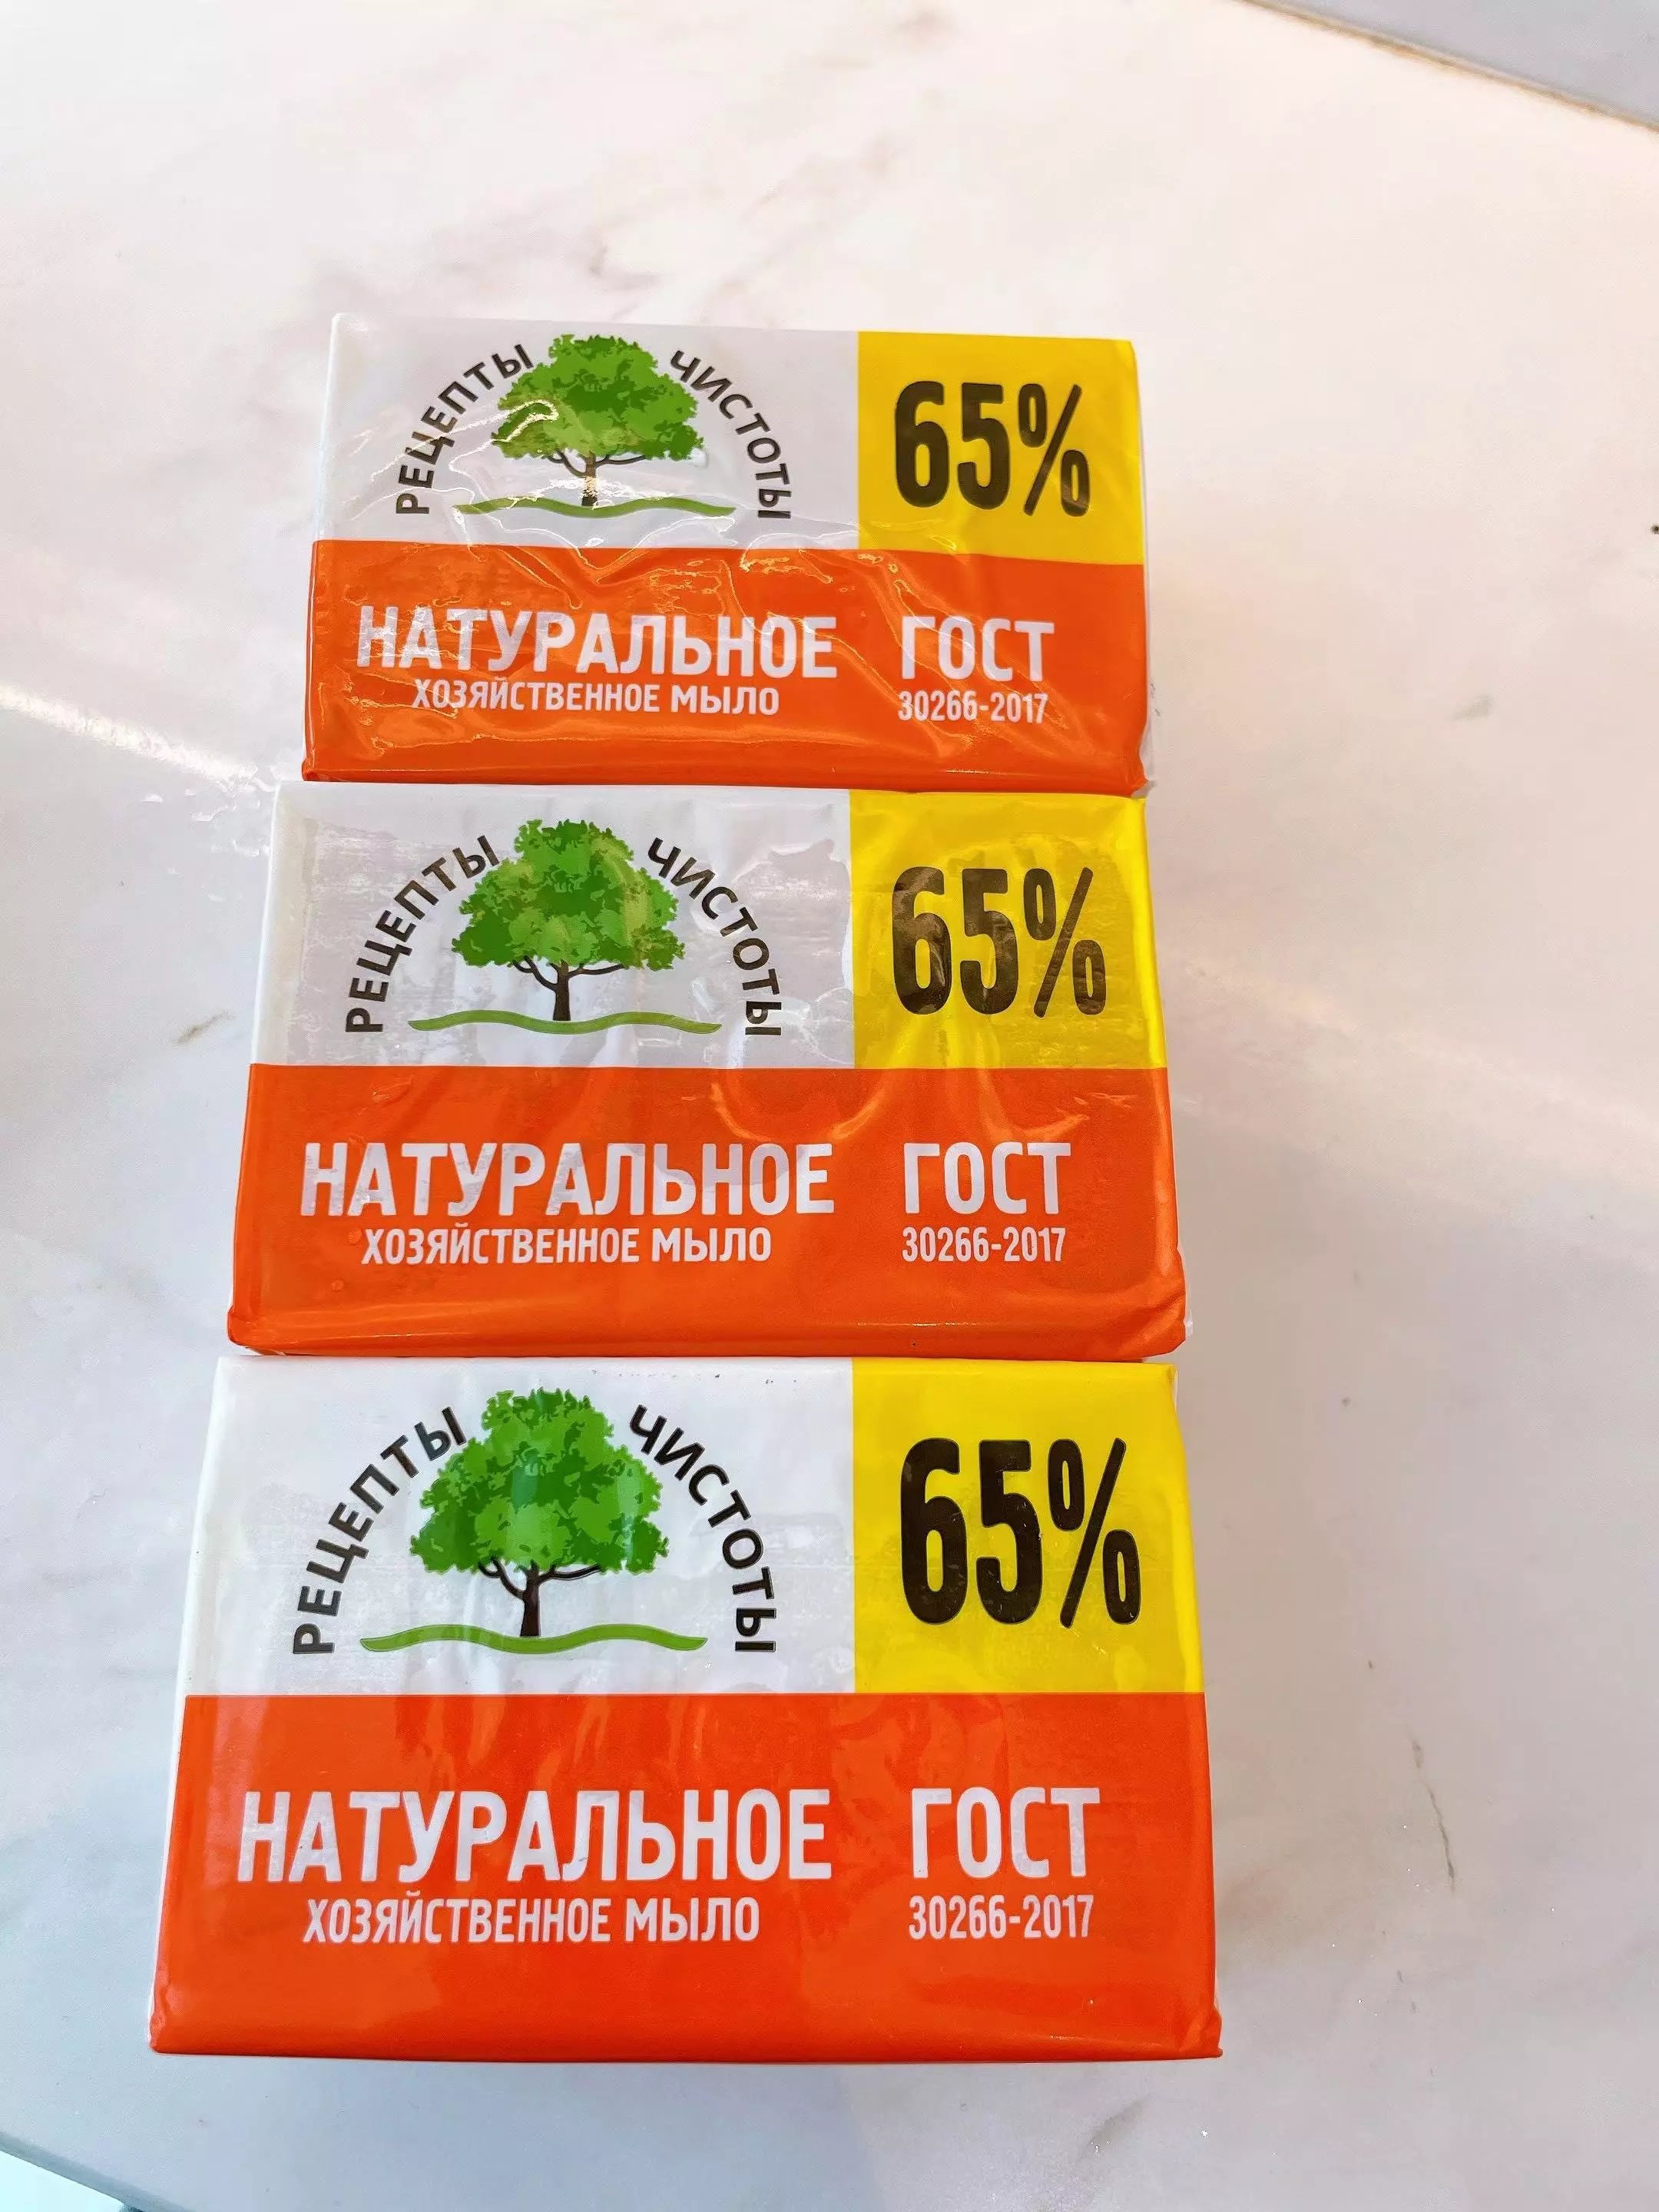 РЕЦЕПТЫ ЧИСТОТЫ
65%
НАТУРАЛЬНОЕ ГОСТ
ХОЗЯЙСТВЕННОЕ МЫЛО 30266-2017
РЕЦЕПТЫ ЧИСТОТЫ
65%
НАТУРАЛЬНОЕ ГОСТ
ХОЗЯЙСТВЕННОЕ МЫЛО 30266-2017
РЕЦЕПТЫ ЧИСТОТЫ
65%
НАТУРАЛЬНОЕ ГОСТ
ХОЗЯЙСТВЕННОЕ МЫЛО 30266-2017